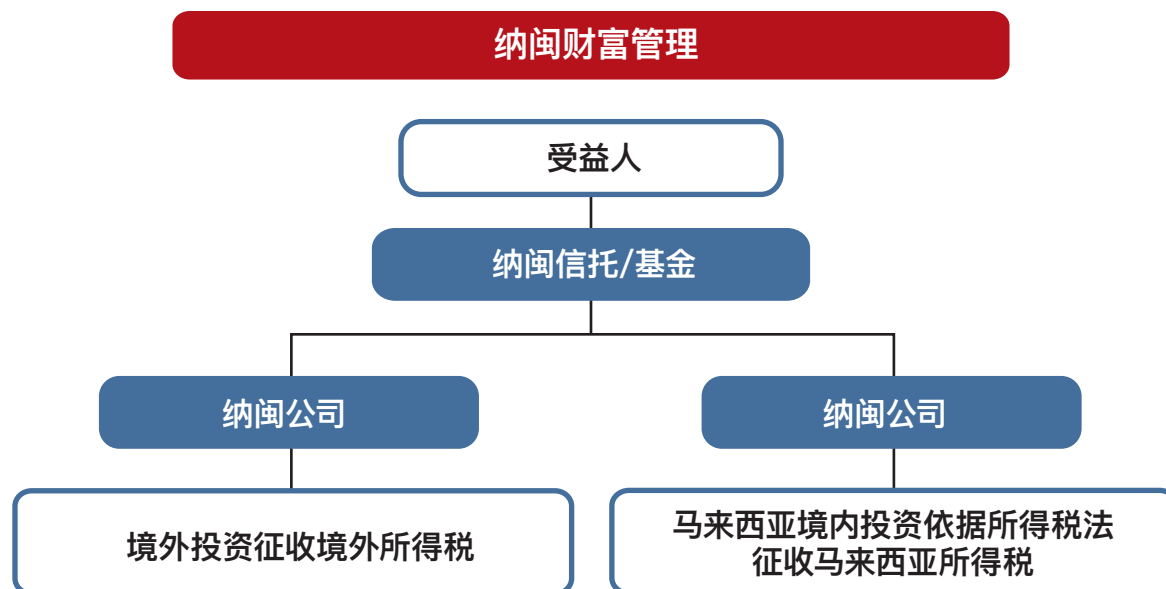 纳闽财富管理
受益人
纳闽信托/基金
纳闽公司
纳闽公司
境外投资征收境外所得税
马来西亚境内投资依据所得税法
征收马来西亚所得税